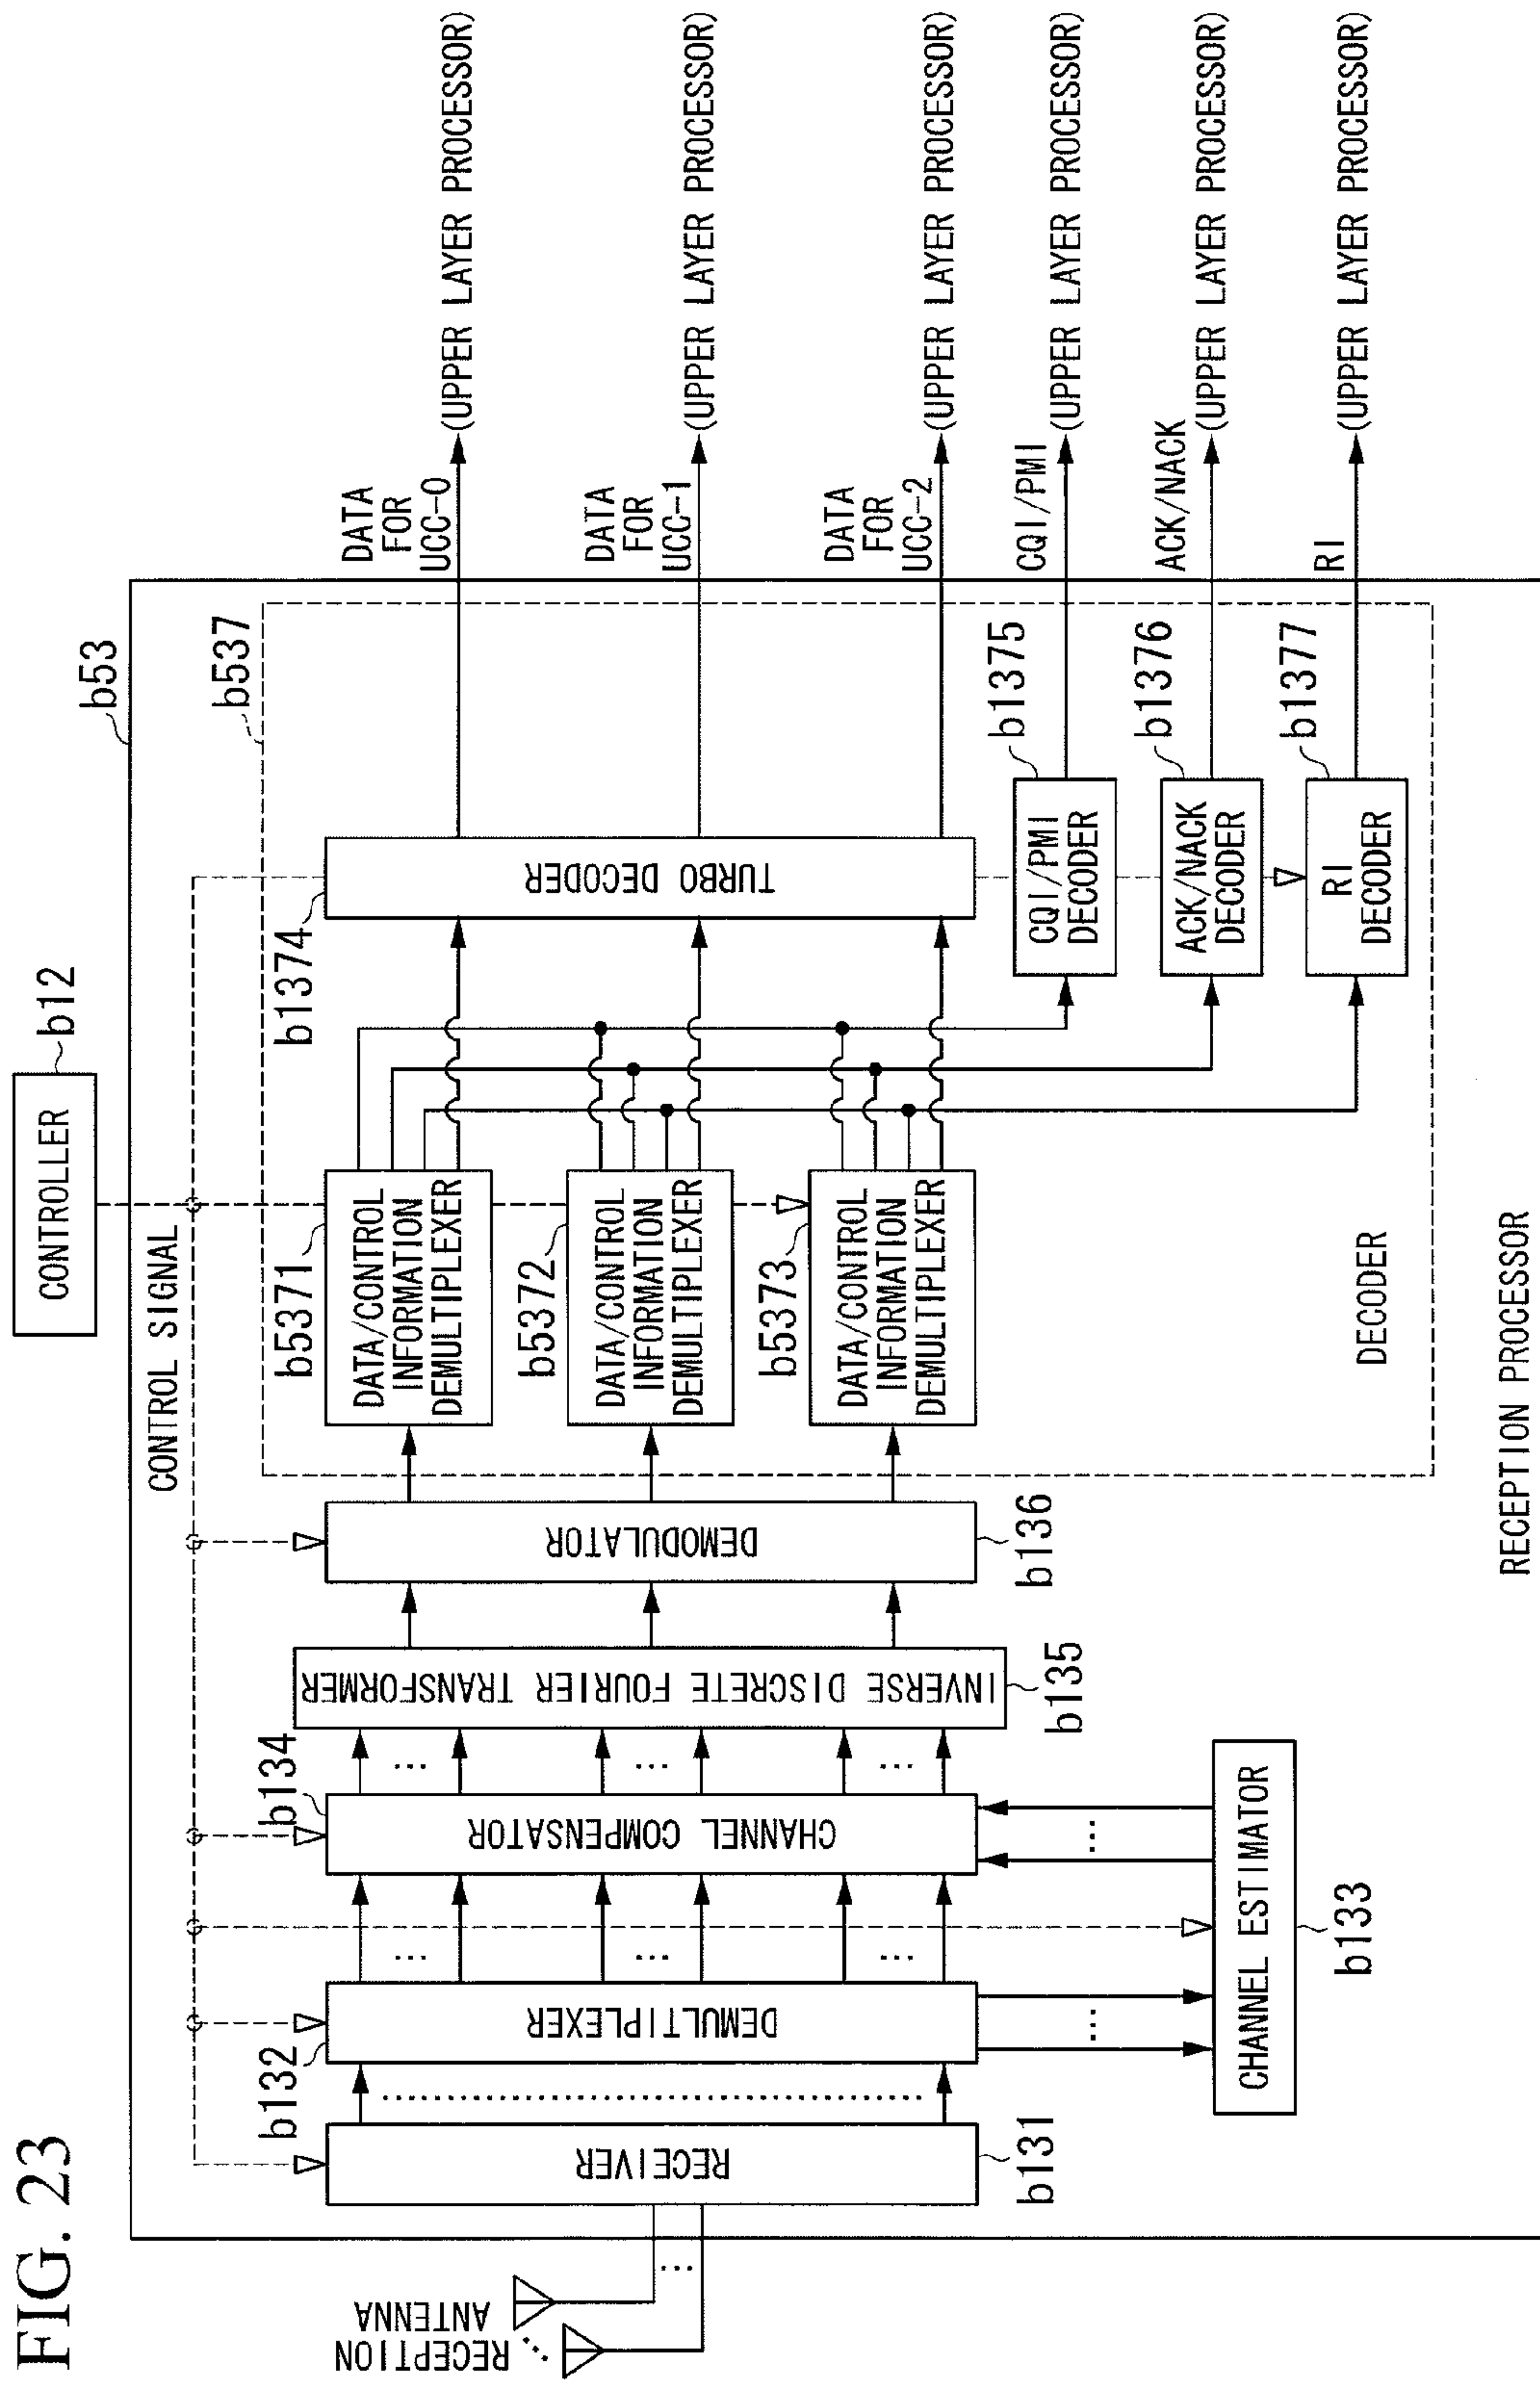 FIG. 23
CONTROLLER
b12
b53
CONTROL SIGNAL
b537
RECEPTION
ANTENNA
RECEIVER
b131
b132
DEMULTIPLEXER
CHANNEL ESTIMATOR
b133
b134
CHANNEL COMPENSATOR
INVERSE DISCRETE FOURIER TRANSFORMER
b135
DEMODULATOR
b136
b5371
DATA/CONTROL
INFORMATION
DEMULTIPLEXER
b5372
DATA/CONTROL
INFORMATION
DEMULTIPLEXER
b5373
DATA/CONTROL
INFORMATION
DEMULTIPLEXER
b1374
TURBO DECODER
CQI/PMI
DECODER
b1375
ACK/NACK
DECODER
b1376
RI
DECODER
b1377
DECODER
RECEPTION PROCESSOR
DATA
FOR
UCC-0
(UPPER LAYER PROCESSOR)
DATA
FOR
UCC-1
(UPPER LAYER PROCESSOR)
DATA
FOR
UCC-2
(UPPER LAYER PROCESSOR)
CQI/PMI
(UPPER LAYER PROCESSOR)
ACK/NACK
(UPPER LAYER PROCESSOR)
RI
(UPPER LAYER PROCESSOR)